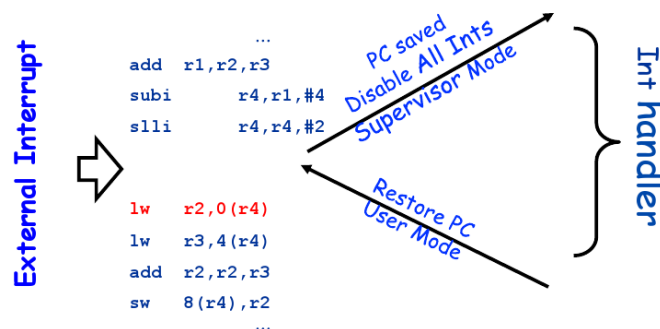 External Interrupt
...
add r1,r2,r3
subi r4,r1,#4
slli r4,r4,#2
lw r2,0(r4)
lw r3,4(r4)
add r2,r2,r3
sw 8(r4),r2
...
PC saved
Disable All Ints
Supervisor Mode
Restore PC
User Mode
Int handler